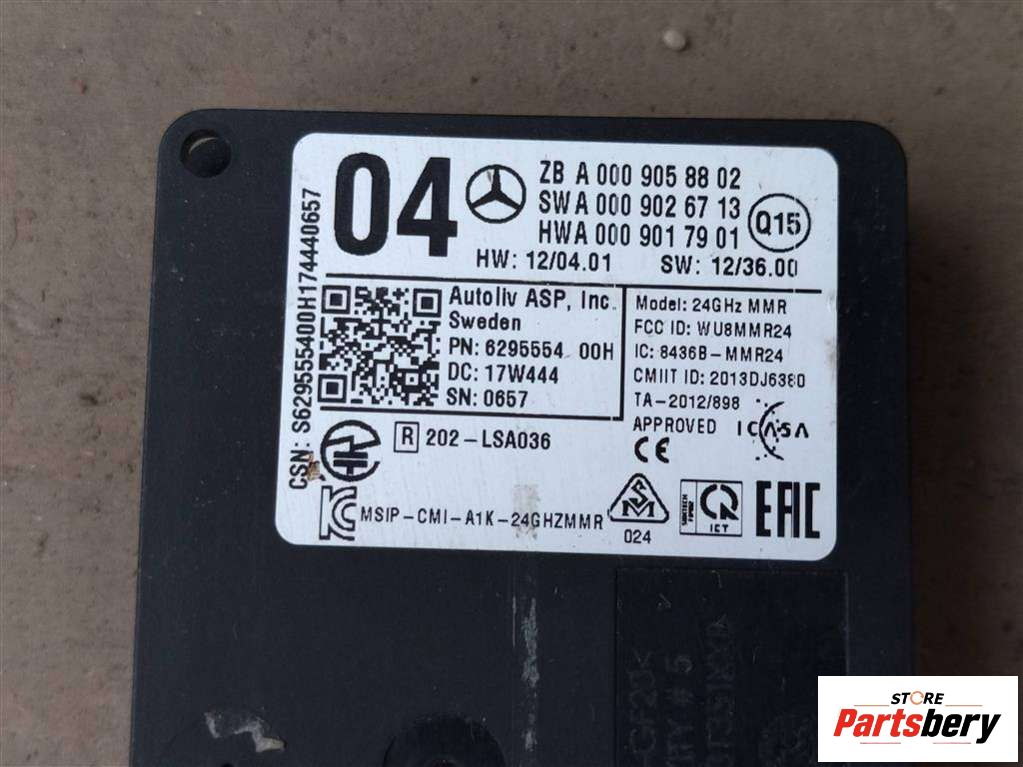 04
ZB A 000 905 88 02
SW A 000 902 67 13
HW A 000 901 79 01
Q15
HW: 12/04.01 SW: 12/36.00
CSN: S629555400H174440657
Autoliv ASP, Inc.
Sweden
PN: 6295554 00H
DC: 17W444
SN: 0657
Model: 24GHz MMR
FCC ID: WU8MMR24
IC: 8436B-MMR24
CMIIT ID: 2013DJ6380
TA-2012/898
APPROVED ICASA
R 202-LSA036
CE
MSIP-CMI-A1K-24GHZMMR
024
ICT
EAC
STORE
Partsbery